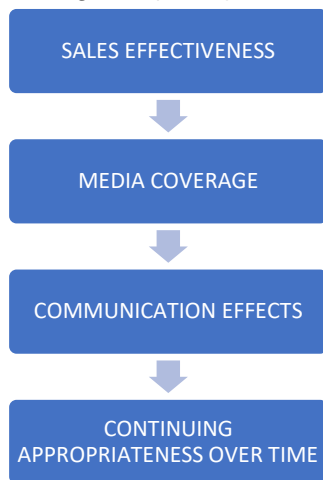 SALES EFFECTIVENESS
MEDIA COVERAGE
COMMUNICATION EFFECTS
CONTINUING
APPROPRIATENESS OVER TIME